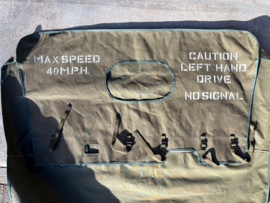 MAX SPEED
40 M.P.H.
CAUTION
LEFT HAND
DRIVE
NO SIGNAL